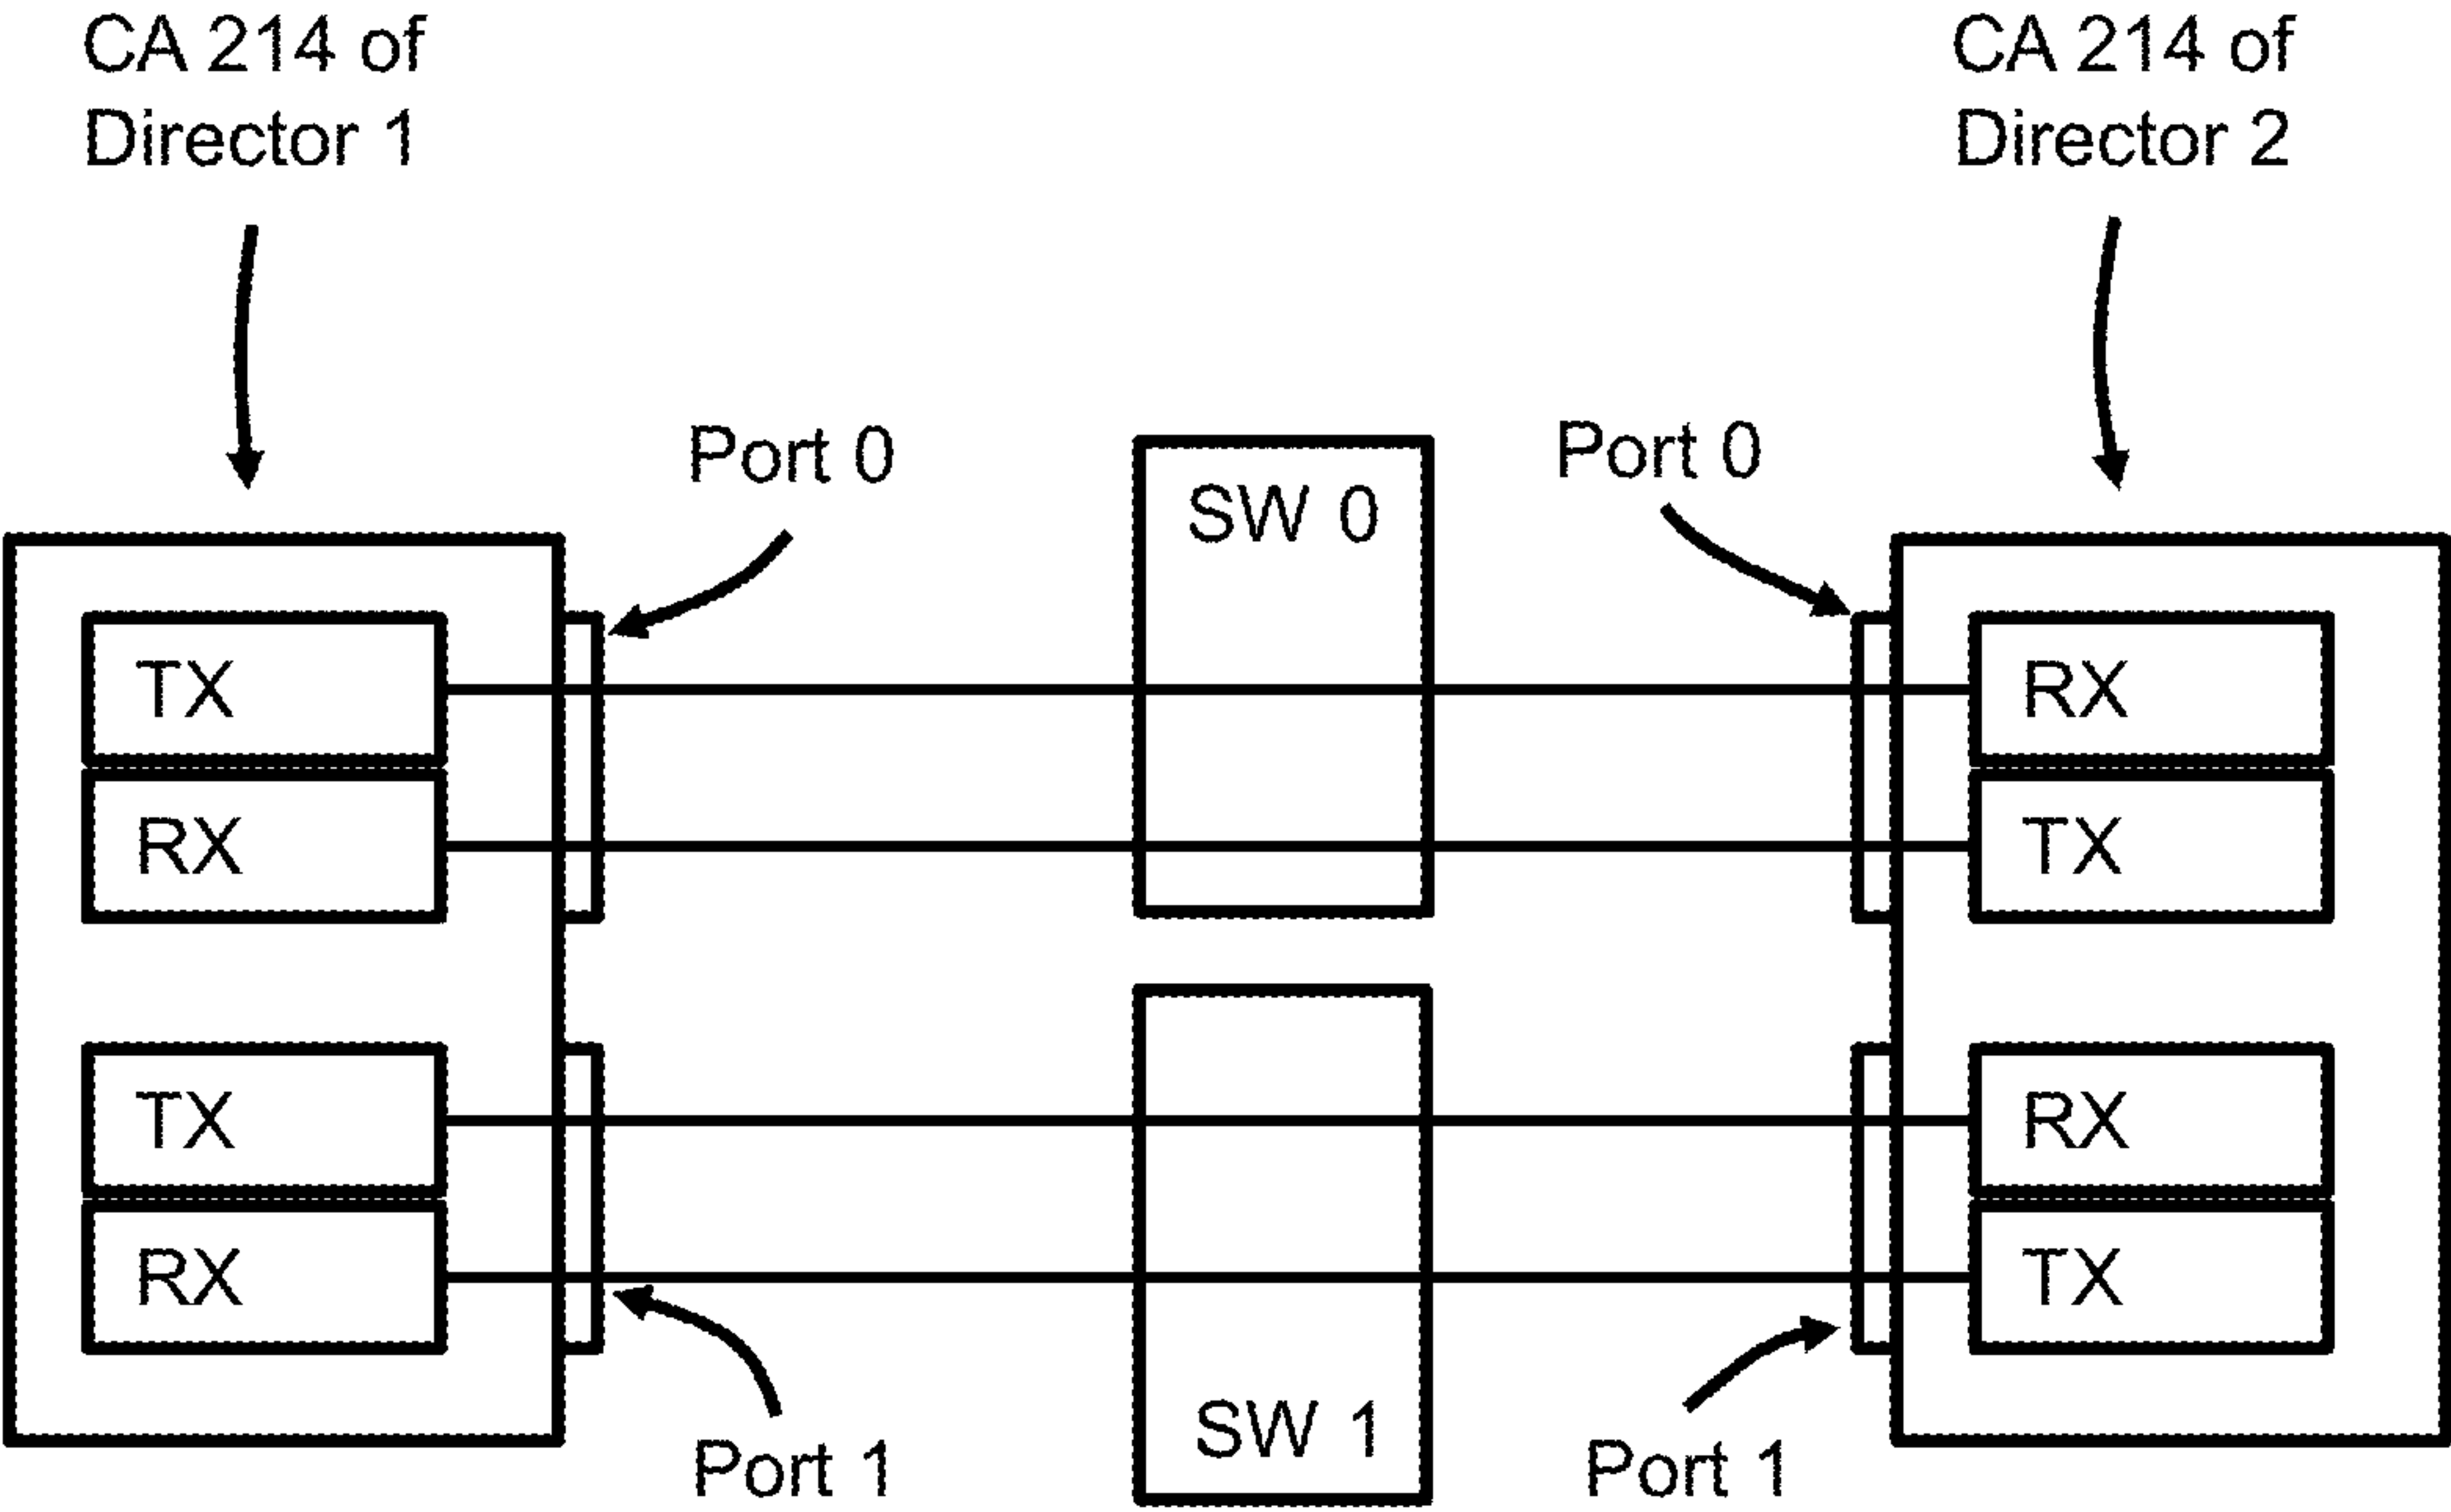 CA 214 of
Director 1
CA 214 of
Director 2
Port 0
SW 0
Port 0
TX
RX
RX
TX
TX
RX
RX
TX
Port 1
SW 1
Port 1